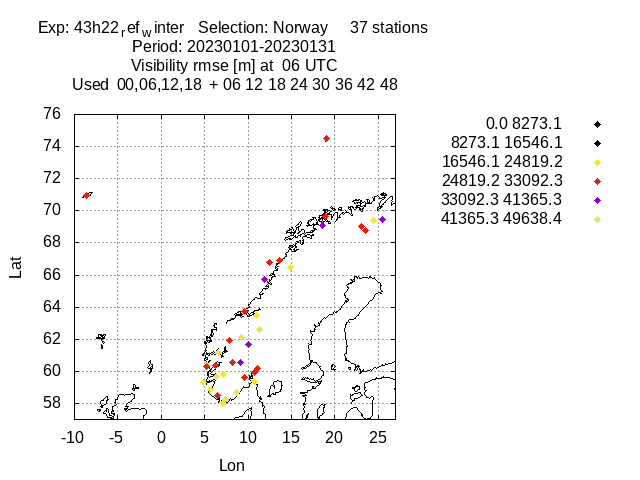 Exp: 43h22refwinter Selection: Norway 37 stations
Period: 20230101-20230131
Visibility rmse [m] at 06 UTC
Used 00,06,12,18 + 06 12 18 24 30 36 42 48
0.0 8273.1
8273.1 16546.1
16546.1 24819.2
24819.2 33092.3
33092.3 41365.3
41365.3 49638.4
76
74
72
70
68
66
64
62
60
58
Lat
-10 -5 0 5 10 15 20 25
Lon